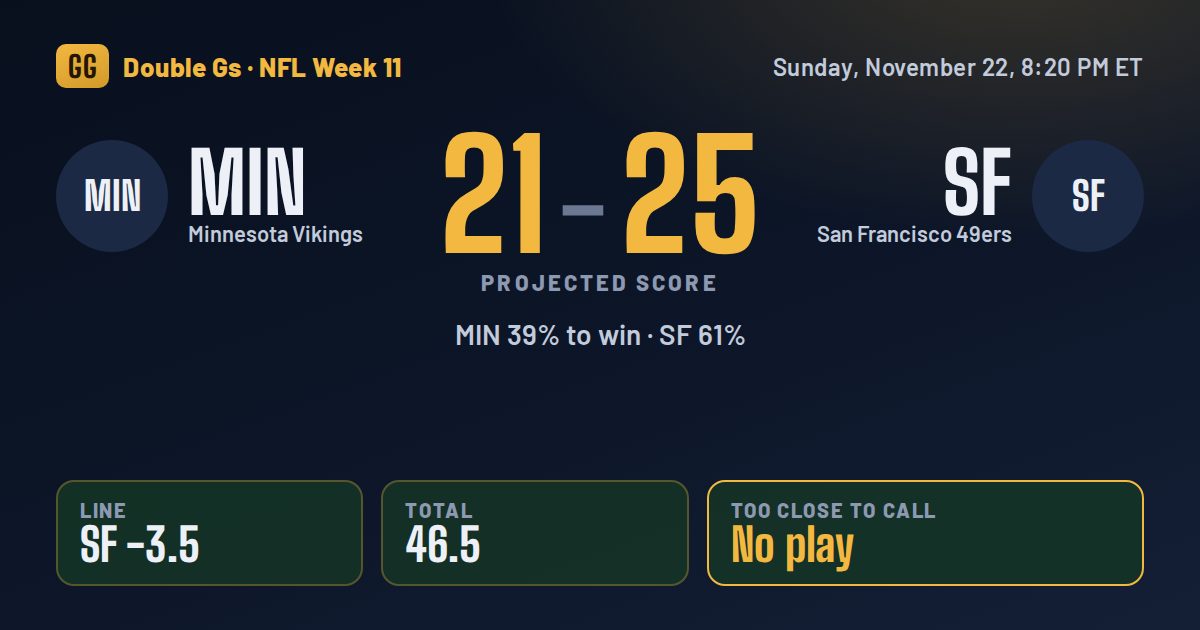 GG Double Gs · NFL Week 11
Sunday, November 22, 8:20 PM ET
MIN
MIN
Minnesota Vikings
21 – 25
PROJECTED SCORE
MIN 39% to win · SF 61%
SF
San Francisco 49ers
SF
LINE
SF −3.5
TOTAL
46.5
TOO CLOSE TO CALL
No play